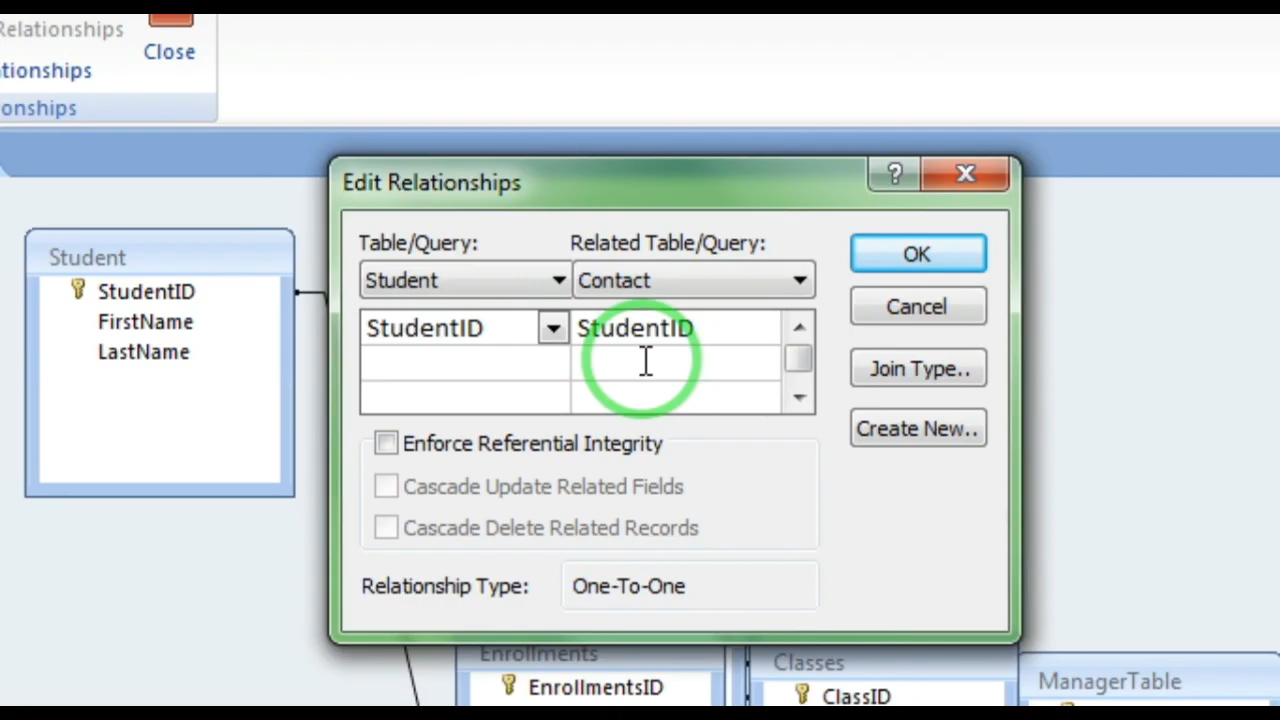 Relationships
Close
tionships
onships
Edit Relationships
?
Table/Query:
Related Table/Query:
OK
Student
Student
Contact
Cancel
StudentID
StudentID
StudentID
FirstName
LastName
Join Type..
Create New..
Enforce Referential Integrity
Cascade Update Related Fields
Cascade Delete Related Records
Relationship Type:
One-To-One
Enrollments
EnrollmentsID
Classes
ClassID
ManagerTable